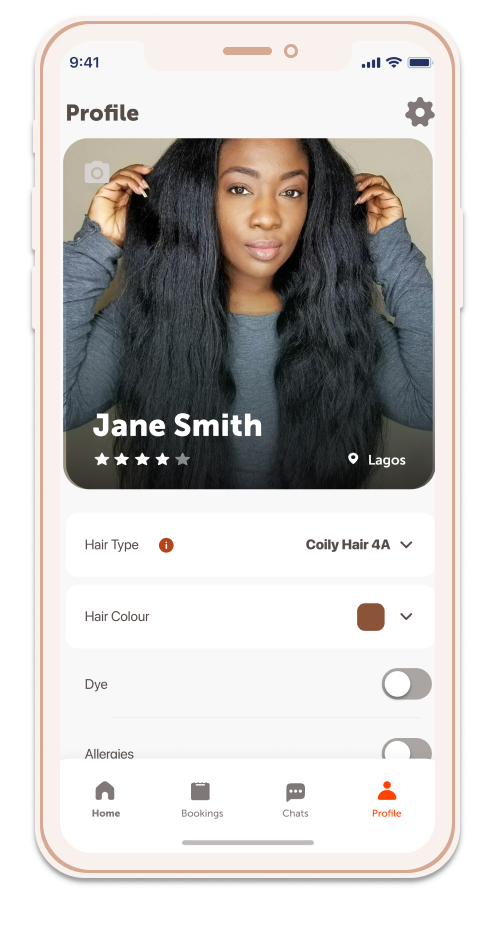 9:41
Profile
Jane Smith
Lagos
Hair Type i Coily Hair 4A
Hair Colour
Dye
Allergies
Home Bookings Chats Profile